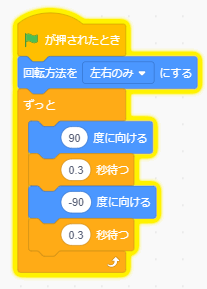 が押されたとき
回転方法を 左右のみ にする
ずっと
90 度に向ける
0.3 秒待つ
-90 度に向ける
0.3 秒待つ